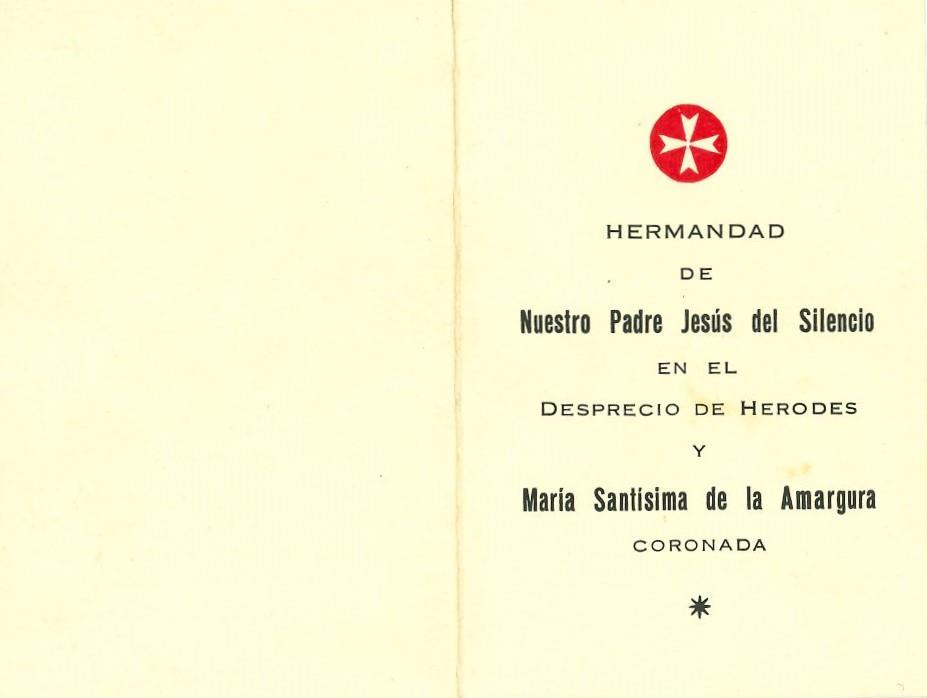 HERMANDAD
DE
Nuestro Padre Jesús del Silencio
EN EL
DESPRECIO DE HERODES
Y
María Santísima de la Amargura
CORONADA